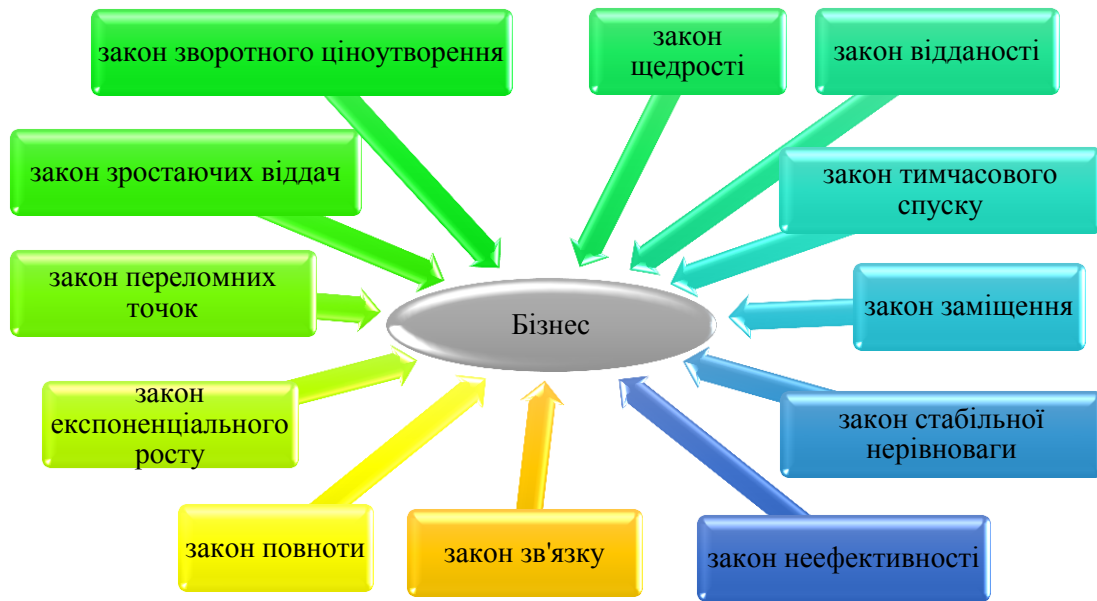 закон зворотного ціноутворення
закон
щедрості
закон відданості
закон зростаючих віддач
закон тимчасового
спуску
закон переломних
точок
Бізнес
закон заміщення
закон
експоненціального
росту
закон стабільної
нерівноваги
закон повноти
закон зв'язку
закон неефективності